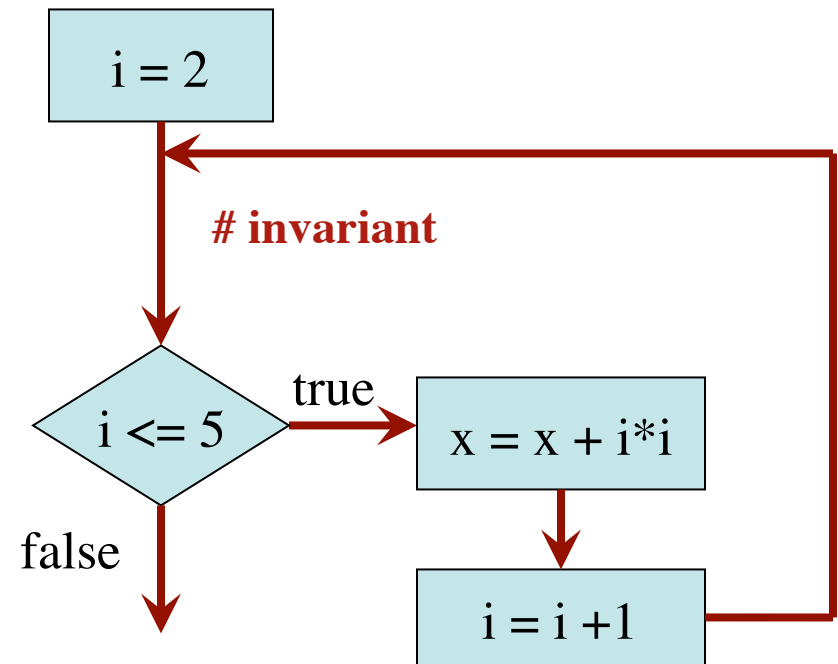 i = 2
# invariant
i <= 5
true
x = x + i*i
false
i = i +1